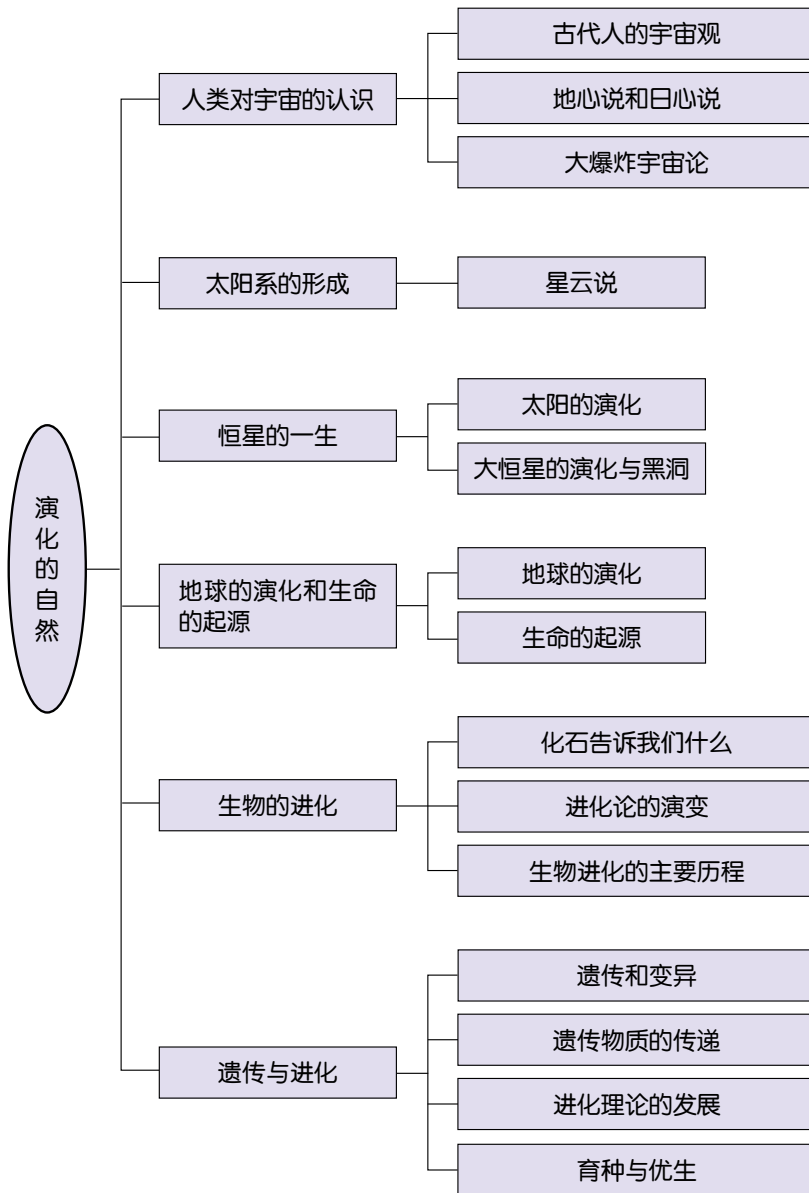 演化的自然
人类对宇宙的认识
古代人的宇宙观
地心说和日心说
大爆炸宇宙论
太阳系的形成
星云说
恒星的一生
太阳的演化
大恒星的演化与黑洞
地球的演化和生命
的起源
地球的演化
生命的起源
生物的进化
化石告诉我们什么
进化论的演变
生物进化的主要历程
遗传与进化
遗传和变异
遗传物质的传递
进化理论的发展
育种与优生